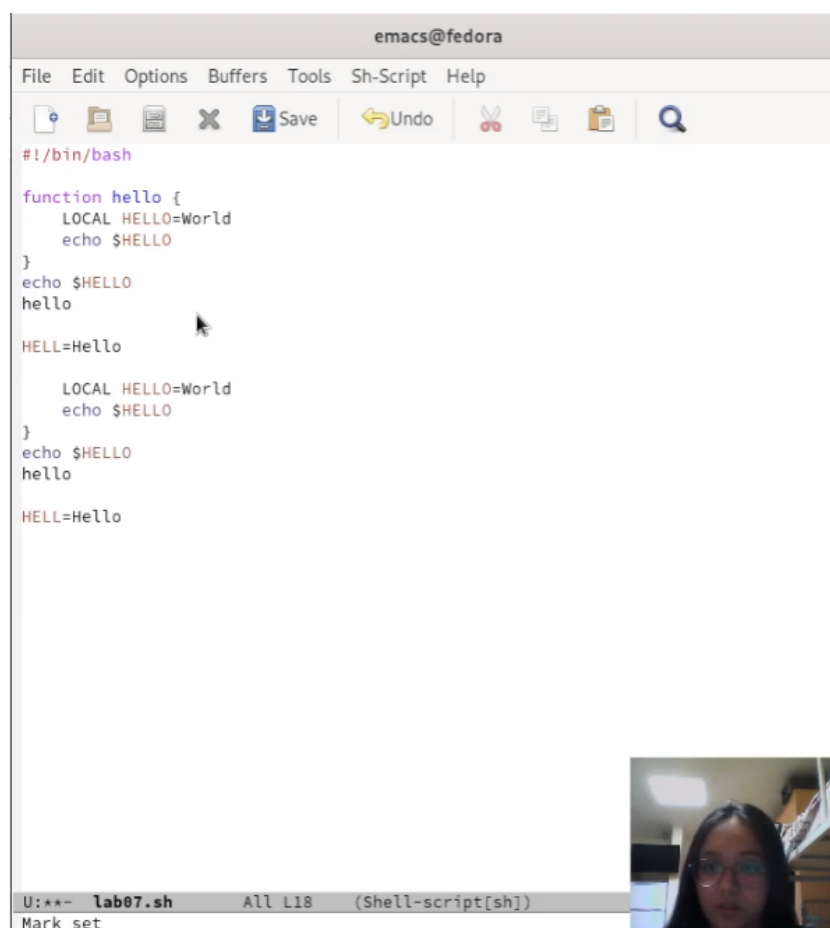 emacs@fedora
File Edit Options Buffers Tools Sh-Script Help
Save Undo
#!/bin/bash
function hello {
    LOCAL HELLO=World
    echo $HELLO
}
echo $HELLO
hello
HELL=Hello
    LOCAL HELLO=World
    echo $HELLO
}
echo $HELLO
hello
HELL=Hello
U:**- lab07.sh All L18 (Shell-script[sh])
Mark set